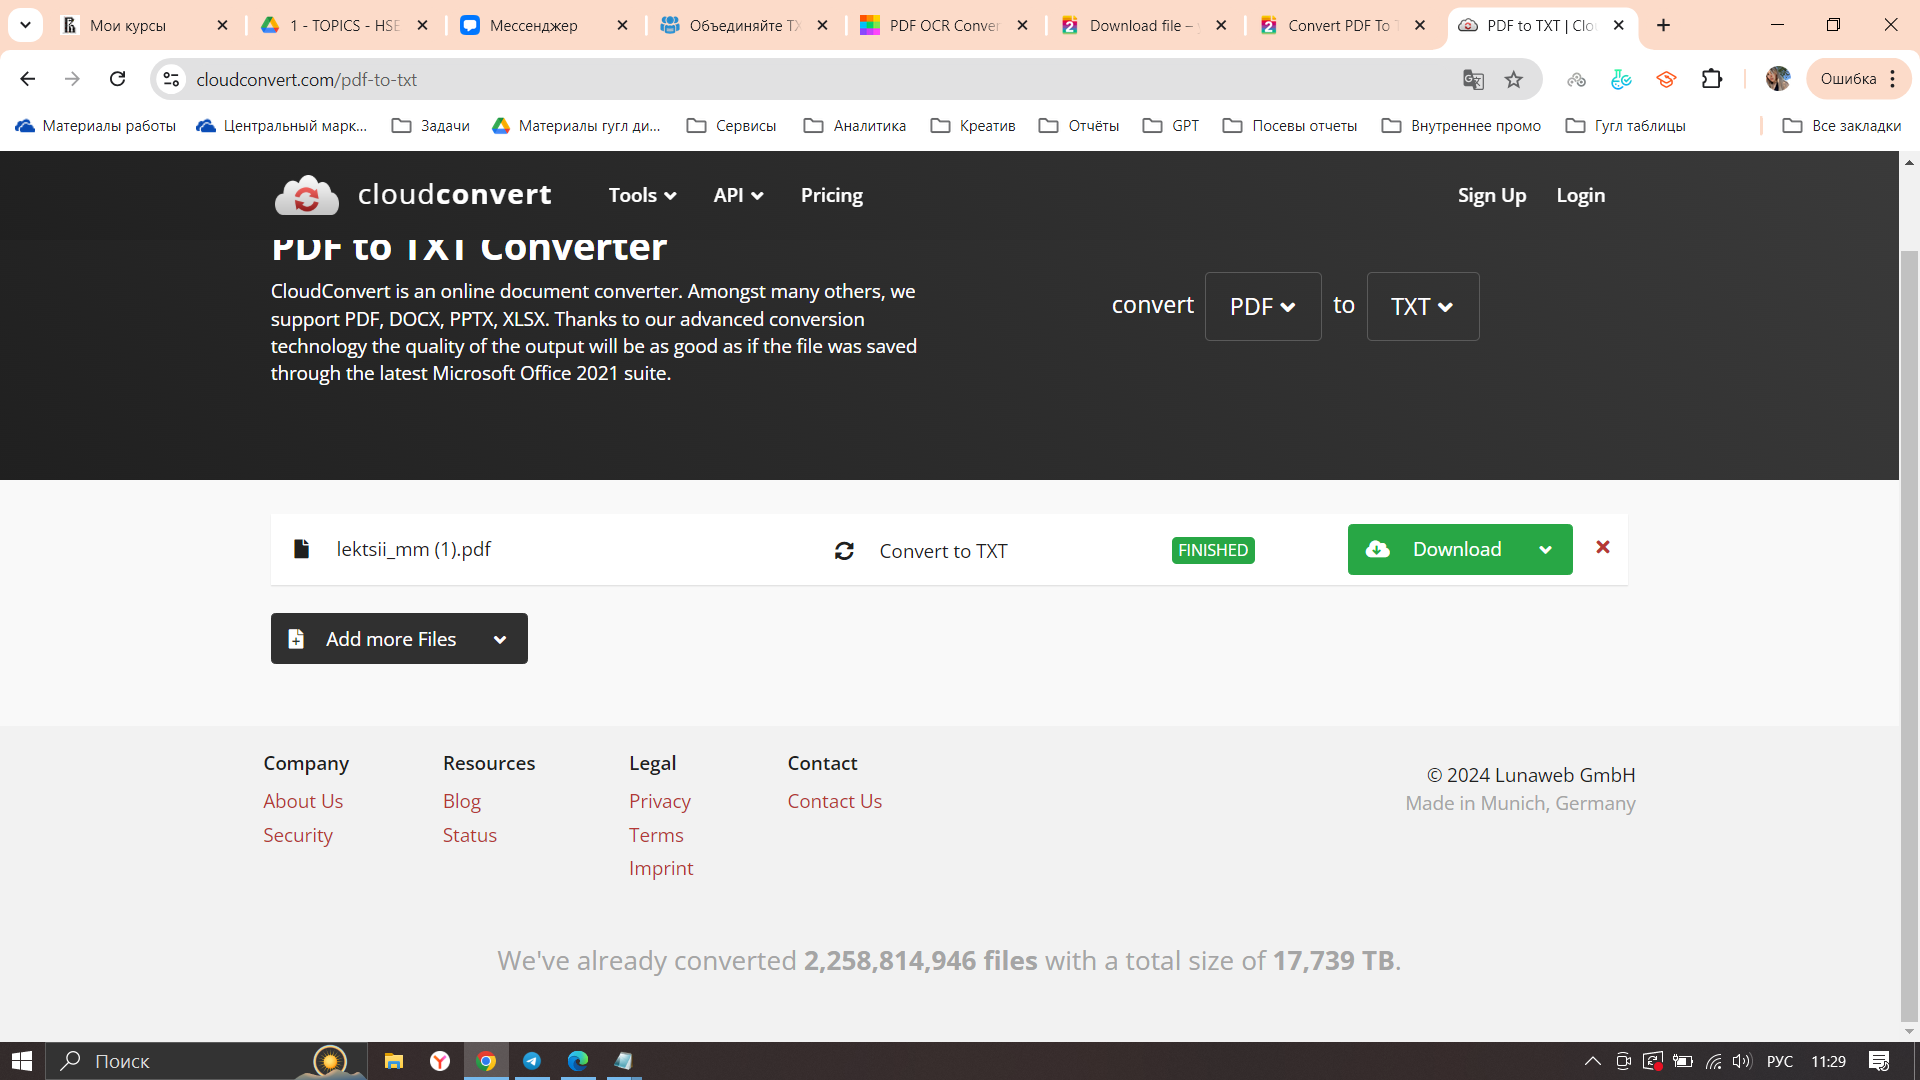 Мои курсы
1 - TOPICS - HSE
Мессенджер
Объединяйте TX
PDF OCR Conver
Download file –
Convert PDF To T
PDF to TXT | Clo
cloudconvert.com/pdf-to-txt
Ошибка
Материалы работы
Центральный марк...
Задачи
Материалы гугл ди...
Сервисы
Аналитика
Креатив
Отчёты
GPT
Посевы отчеты
Внутреннее промо
Гугл таблицы
Все закладки
cloudconvert
Tools
API
Pricing
Sign Up
Login
PDF to TXT Converter
CloudConvert is an online document converter. Amongst many others, we
support PDF, DOCX, PPTX, XLSX. Thanks to our advanced conversion
technology the quality of the output will be as good as if the file was saved
through the latest Microsoft Office 2021 suite.
convert PDF to TXT
lektsii_mm (1).pdf
Convert to TXT
FINISHED
Download
Add more Files
Company
About Us
Security
Resources
Blog
Status
Legal
Privacy
Terms
Imprint
Contact
Contact Us
© 2024 Lunaweb GmbH
Made in Munich, Germany
We've already converted 2,258,814,946 files with a total size of 17,739 TB.
Поиск
РУС
11:29